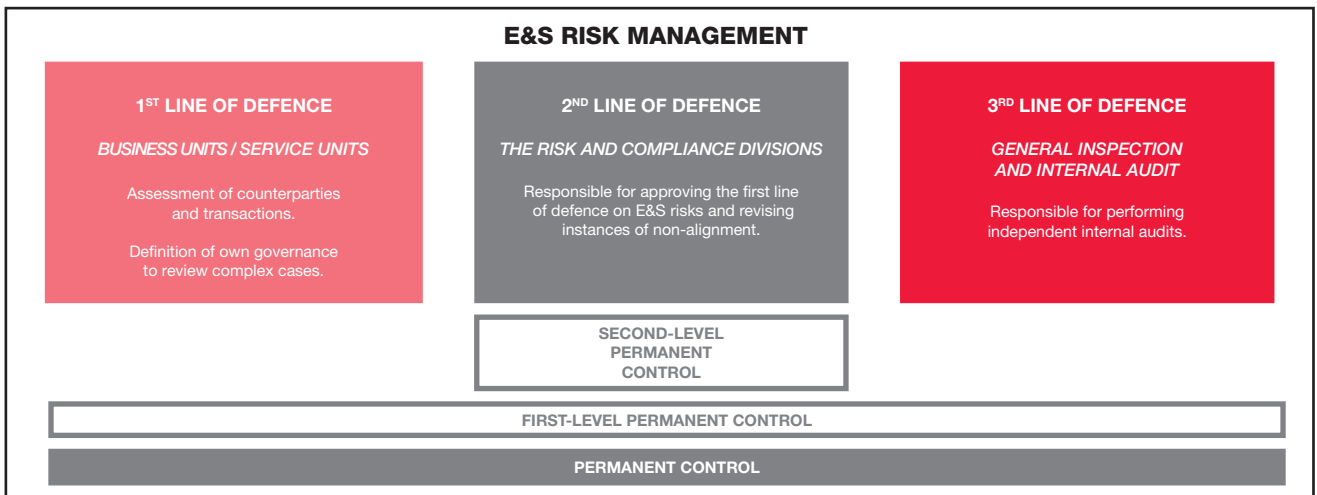 E&S RISK MANAGEMENT
1ST LINE OF DEFENCE
BUSINESS UNITS / SERVICE UNITS
Assessment of counterparties
and transactions.
Definition of own governance
to review complex cases.
2ND LINE OF DEFENCE
THE RISK AND COMPLIANCE DIVISIONS
Responsible for approving the first line
of defence on E&S risks and revising
instances of non-alignment.
3RD LINE OF DEFENCE
GENERAL INSPECTION
AND INTERNAL AUDIT
Responsible for performing
independent internal audits.
SECOND-LEVEL
PERMANENT
CONTROL
FIRST-LEVEL PERMANENT CONTROL
PERMANENT CONTROL